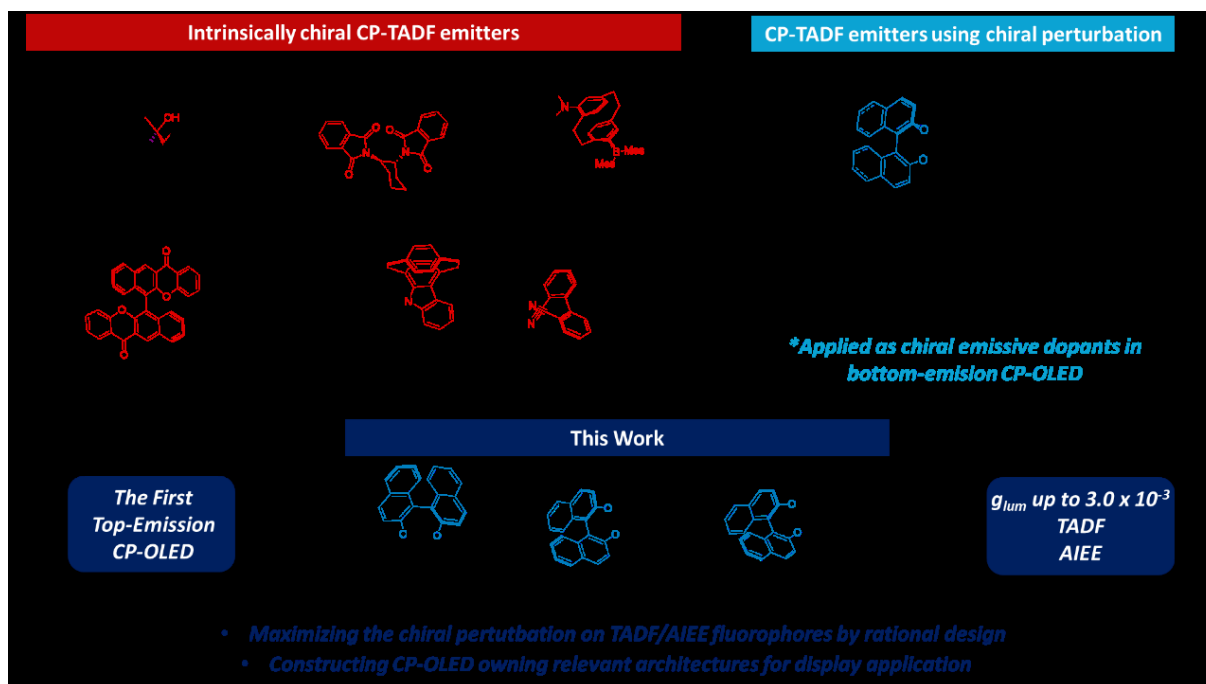 Intrinsically chiral CP-TADF emitters
CP-TADF emitters using chiral perturbation
OH
O
O
N
N
O
O
N
B-Mes
Mes
O
O
O
O
O
O
N
N
N
*Applied as chiral emissive dopants in
bottom-emision CP-OLED
This Work
The First
Top-Emission
CP-OLED
O
O
O
O
O
O
g_lum up to 3.0 x 10^-3
TADF
AIEE
• Maximizing the chiral pertutbation on TADF/AIEE fluorophores by rational design
• Constructing CP-OLED owning relevant architectures for display application